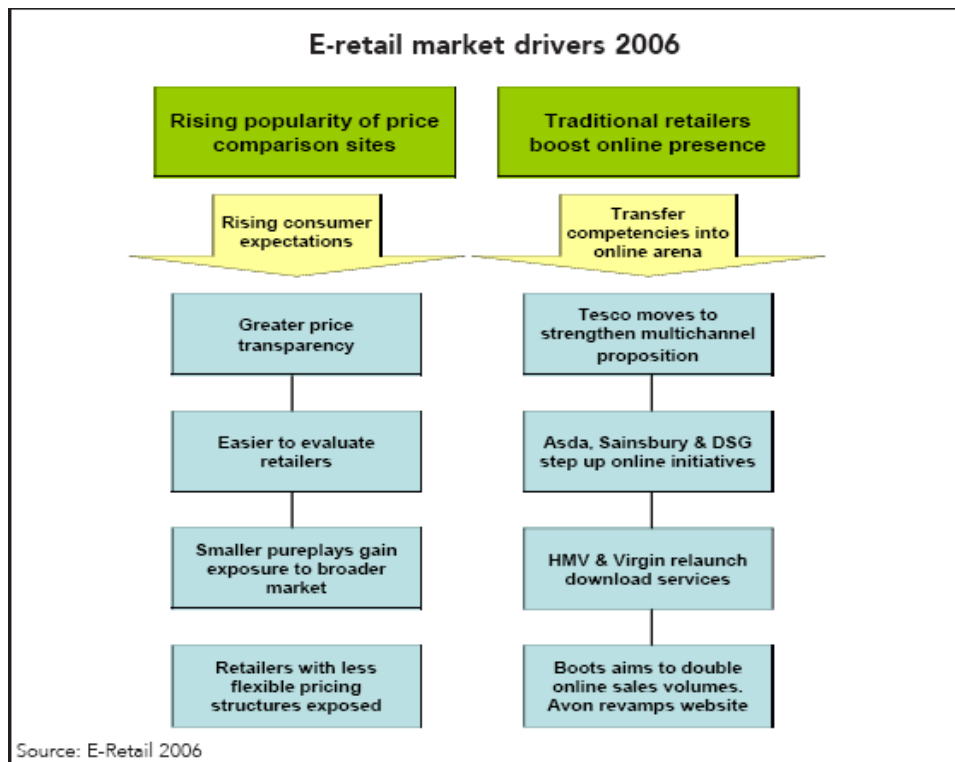 E-retail market drivers 2006
Rising popularity of price
comparison sites
Rising consumer
expectations
Greater price
transparency
Easier to evaluate
retailers
Smaller pureplays gain
exposure to broader
market
Retailers with less
flexible pricing
structures exposed
Traditional retailers
boost online presence
Transfer
competencies into
online arena
Tesco moves to
strengthen multichannel
proposition
Asda, Sainsbury & DSG
step up online initiatives
HMV & Virgin relaunch
download services
Boots aims to double
online sales volumes.
Avon revamps website
Source: E-Retail 2006